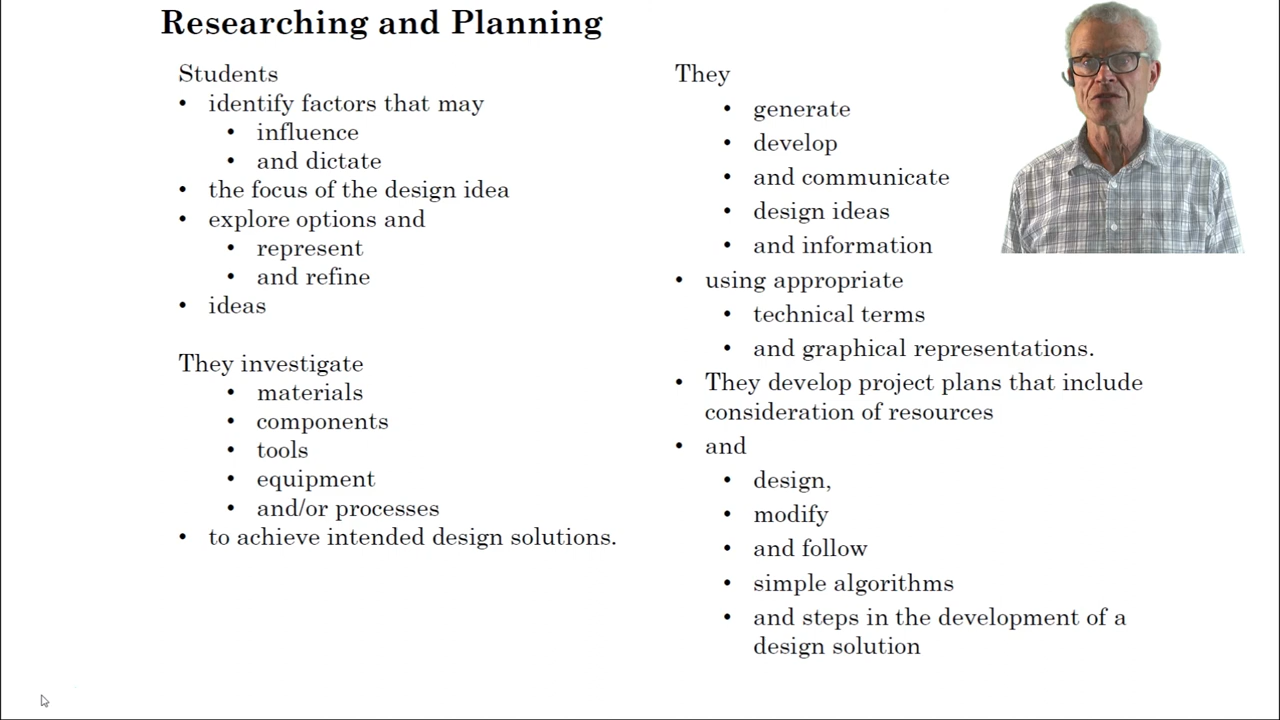 Researching and Planning
Students
• identify factors that may
• influence
• and dictate
• the focus of the design idea
• explore options and
• represent
• and refine
• ideas
They investigate
• materials
• components
• tools
• equipment
• and/or processes
• to achieve intended design solutions.
They
• generate
• develop
• and communicate
• design ideas
• and information
• using appropriate
• technical terms
• and graphical representations.
• They develop project plans that include
consideration of resources
• and
• design,
• modify
• and follow
• simple algorithms
• and steps in the development of a
design solution